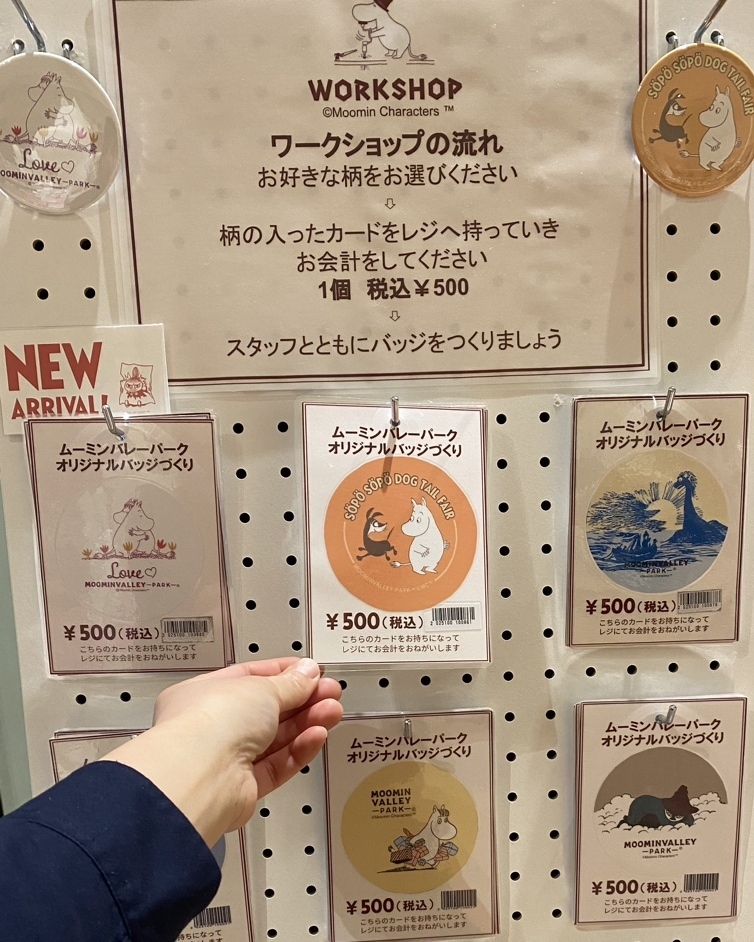 WORKSHOP
©Moomin Characters ™
ワークショップの流れ
お好きな柄をお選びください
⇩
柄の入ったカードをレジへ持っていき
お会計をしてください
1個 税込¥500
⇩
スタッフとともにバッジをつくりましょう
Love♡
MOOMINVALLEY—PARK—®
SÖPÖ SÖPÖ DOG TAIL FAIR
NEW
ARRIVAL!
ムーミンバレーパーク
オリジナルバッジづくり
Love♡
MOOMINVALLEY—PARK—®
©Moomin Characters™
¥500(税込)
こちらのカードをお持ちになって
レジにてお会計をおねがいします
ムーミンバレーパーク
オリジナルバッジづくり
SÖPÖ SÖPÖ DOG TAIL FAIR
¥500(税込)
こちらのカードをお持ちになって
レジにてお会計をおねがいします
ムーミンバレーパーク
オリジナルバッジづくり
MOOMINVALLEY
—PARK—®
¥500(税込)
こちらのカードをお持ちになって
レジにてお会計をおねがいします
ムーミンバレーパーク
オリジナルバッジづくり
MOOMIN
VALLEY
—PARK—®
©Moomin Characters™
¥500(税込)
こちらのカードをお持ちになって
レジにてお会計をおねがいします
ムーミンバレーパーク
オリジナルバッジづくり
MOOMINVALLEY
—PARK—®
©Moomin Characters™
¥500(税込)
こちらのカードをお持ちになって
レジにてお会計をおねがいします